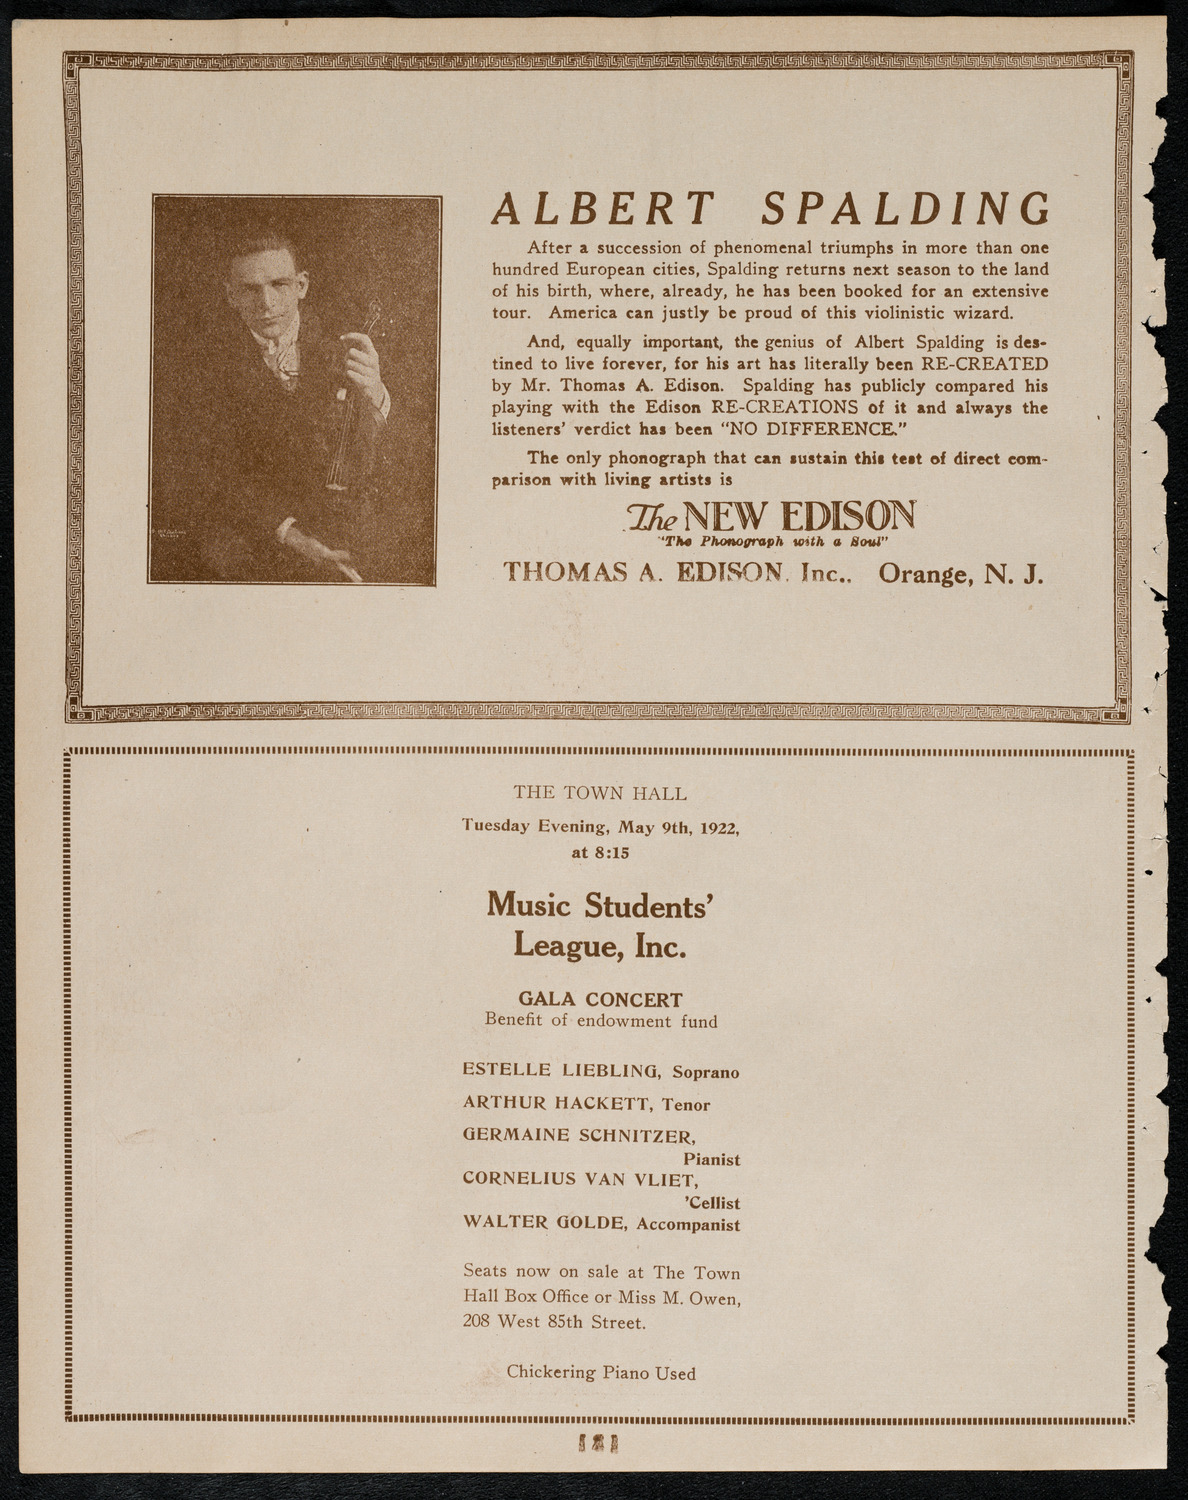 ALBERT SPALDING
After a succession of phenomenal triumphs in more than one
hundred European cities, Spalding returns next season to the land
of his birth, where, already, he has been booked for an extensive
tour. America can justly be proud of this violinistic wizard.
And, equally important, the genius of Albert Spalding is des-
tined to live forever, for his art has literally been RE-CREATED
by Mr. Thomas A. Edison. Spalding has publicly compared his
playing with the Edison RE-CREATIONS of it and always the
listeners' verdict has been "NO DIFFERENCE."
The only phonograph that can sustain this test of direct com-
parison with living artists is
The NEW EDISON
"The Phonograph with a Soul"
THOMAS A. EDISON, Inc., Orange, N. J.
THE TOWN HALL
Tuesday Evening, May 9th, 1922,
at 8:15
Music Students'
League, Inc.
GALA CONCERT
Benefit of endowment fund
ESTELLE LIEBLING, Soprano
ARTHUR HACKETT, Tenor
GERMAINE SCHNITZER,
Pianist
CORNELIUS VAN VLIET,
'Cellist
WALTER GOLDE, Accompanist
Seats now on sale at The Town
Hall Box Office or Miss M. Owen,
208 West 85th Street.
Chickering Piano Used